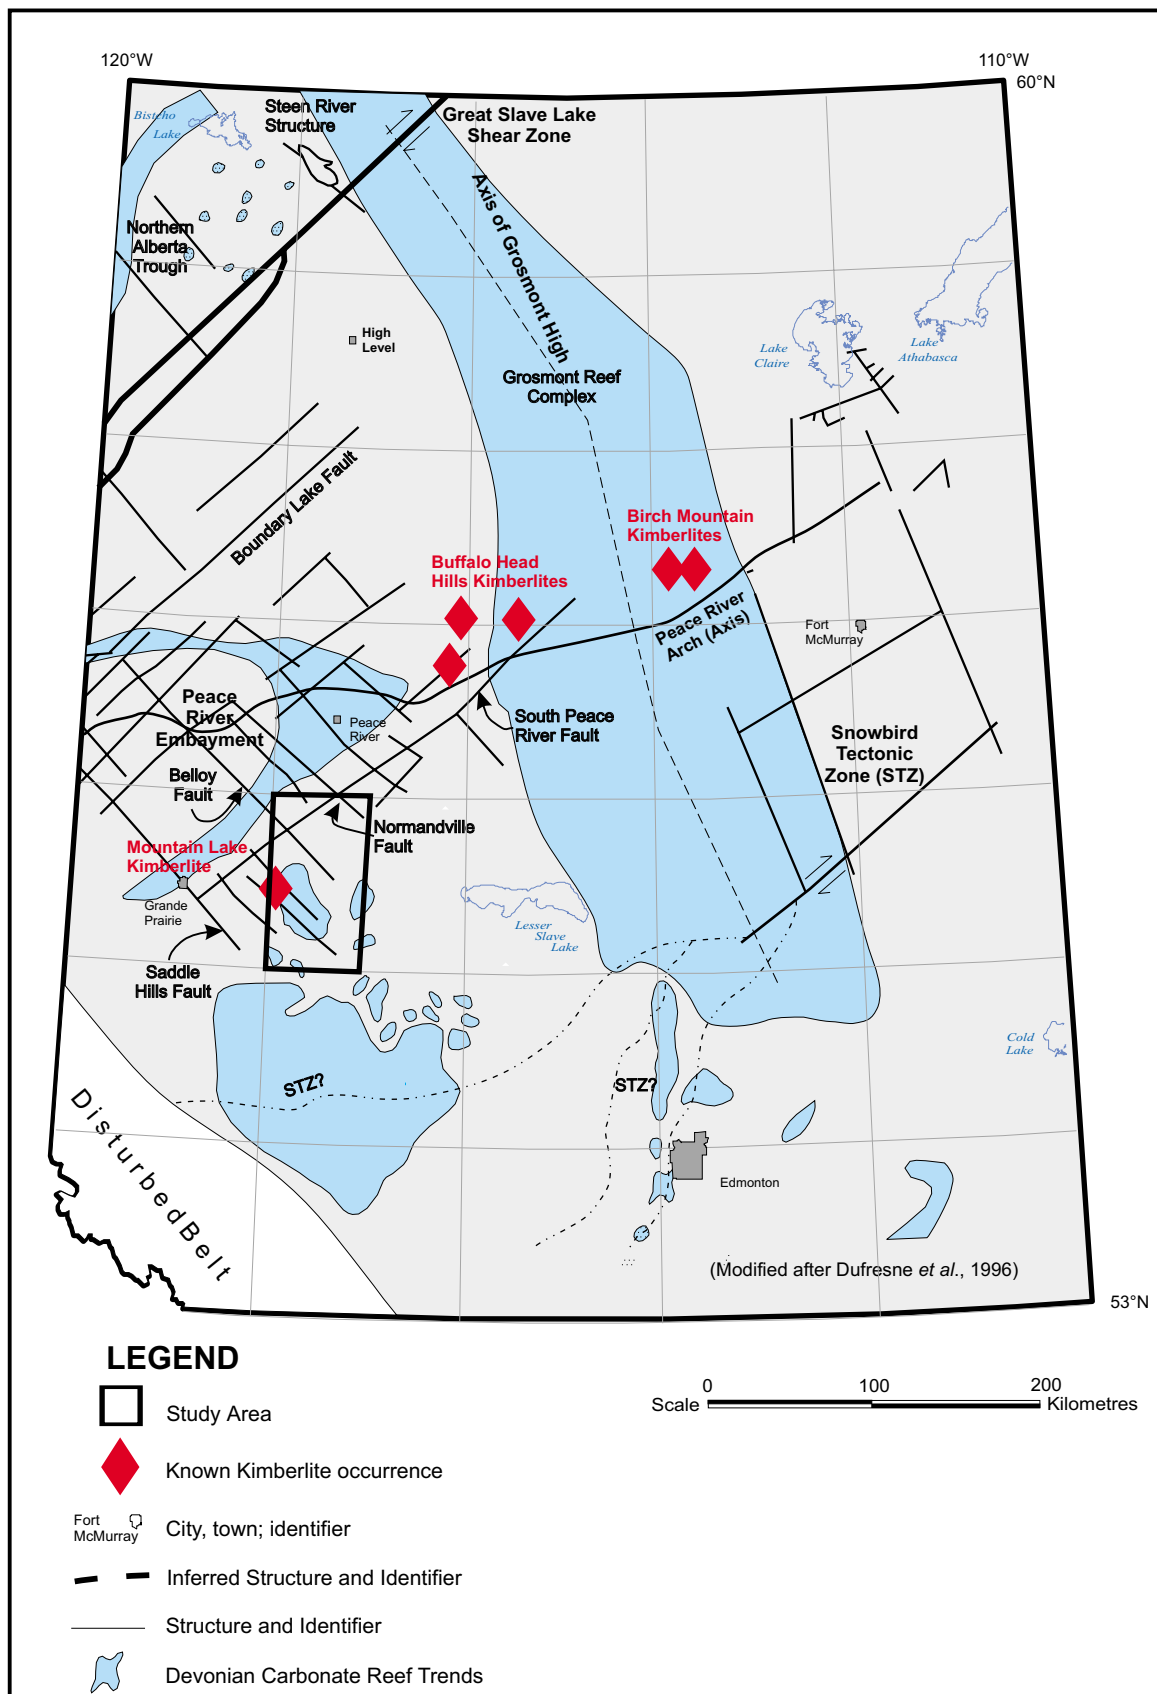 120°W
110°W
60°N
Bistcho
Lake
Steen River
Structure
Great Slave Lake
Shear Zone
Axis of Grosmont High
Northern
Alberta
Trough
High
Level
Lake
Claire
Lake
Athabasca
Grosmont Reef
Complex
Boundary Lake Fault
Birch Mountain
Kimberlites
Buffalo Head
Hills Kimberlites
Peace River
Arch (Axis)
Fort
McMurray
Peace
River
Embayment
Peace
River
South Peace
River Fault
Snowbird
Tectonic
Zone (STZ)
Belloy
Fault
Normandville
Fault
Mountain Lake
Kimberlite
Grande
Prairie
Lesser
Slave
Lake
Saddle
Hills Fault
Cold
Lake
STZ?
STZ?
Disturbed Belt
Edmonton
(Modified after Dufresne et al., 1996)
53°N
LEGEND
Study Area
Known Kimberlite occurrence
Fort
McMurray
City, town; identifier
Inferred Structure and Identifier
Structure and Identifier
Devonian Carbonate Reef Trends
0 100 200
Scale Kilometres